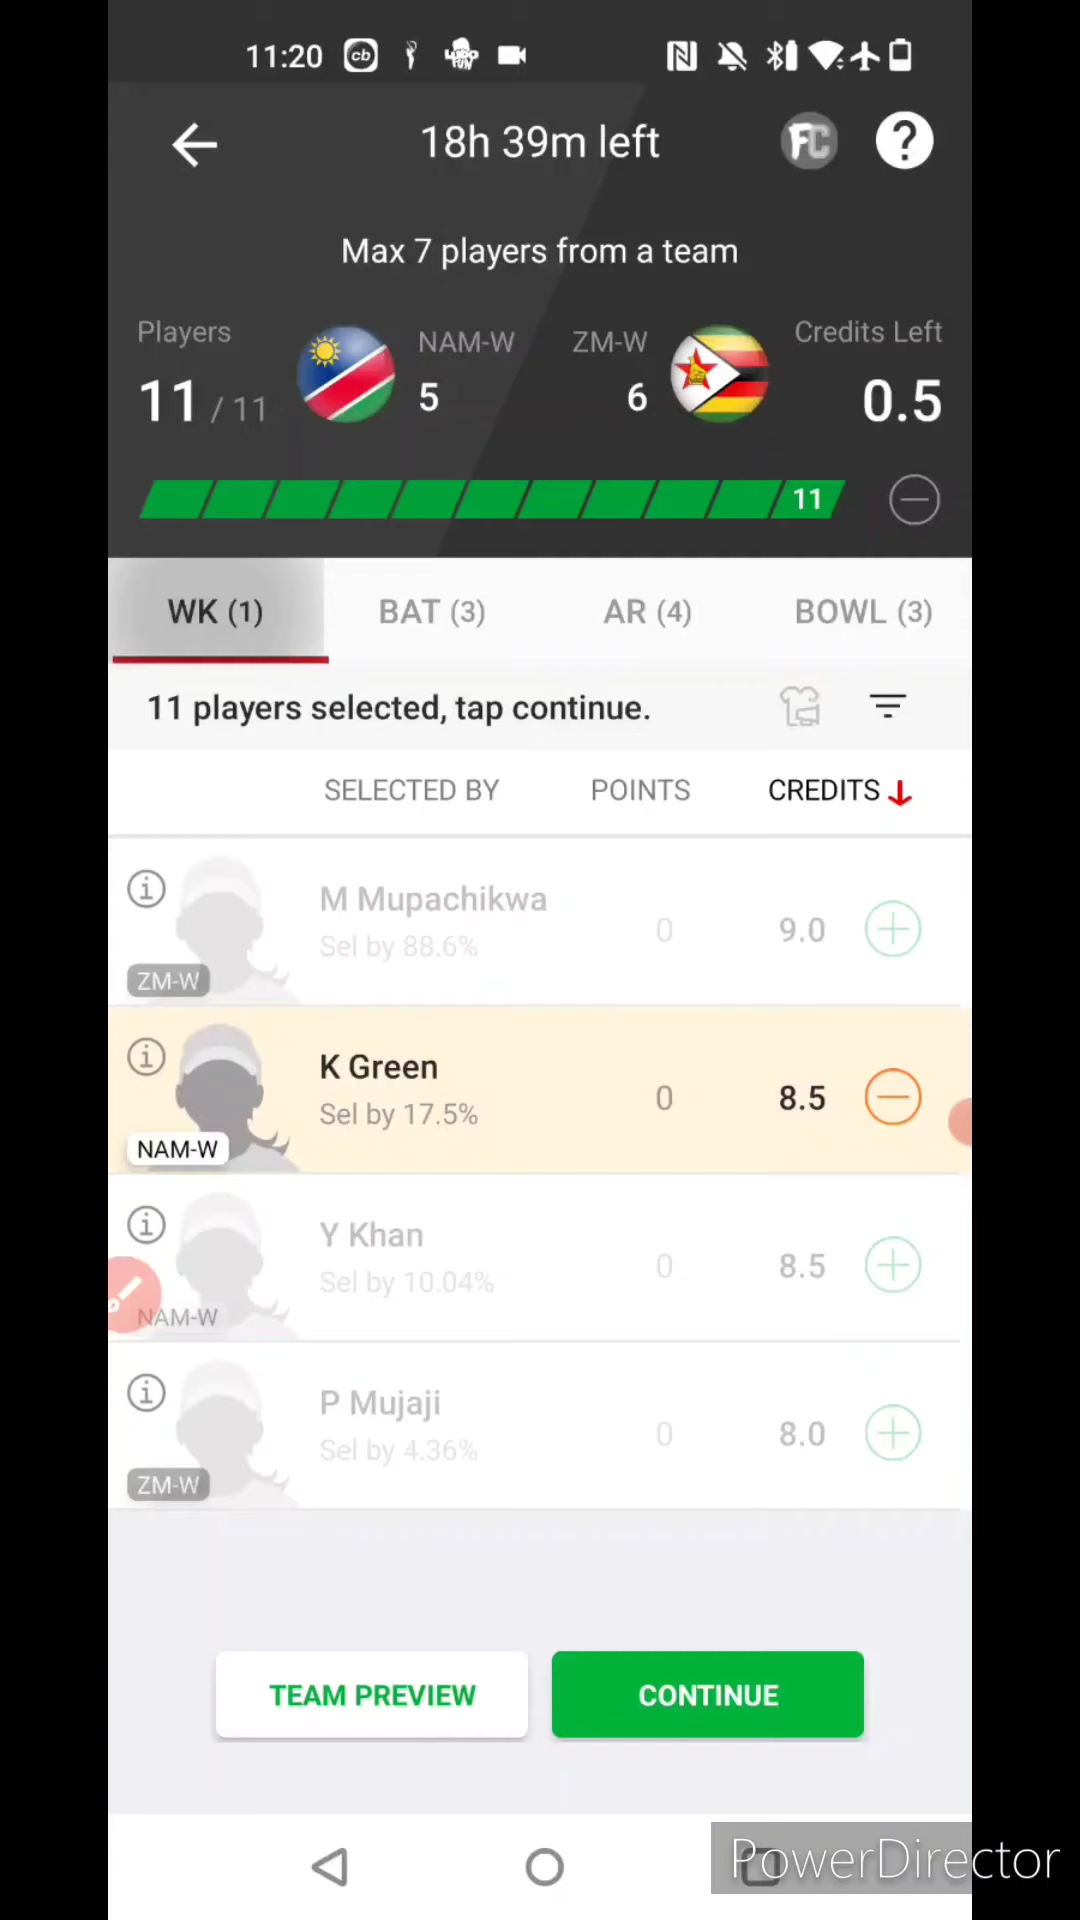 11:20 cb LUDO FUN
18h 39m left FC ?
Max 7 players from a team
Players NAM-W ZM-W Credits Left
11 / 11 5 6 0.5
11
WK (1) BAT (3) AR (4) BOWL (3)
11 players selected, tap continue.
SELECTED BY POINTS CREDITS
M Mupachikwa
Sel by 88.6% 0 9.0
ZM-W
K Green
Sel by 17.5% 0 8.5
NAM-W
Y Khan
Sel by 10.04% 0 8.5
NAM-W
P Mujaji
Sel by 4.36% 0 8.0
ZM-W
TEAM PREVIEW CONTINUE
PowerDirector